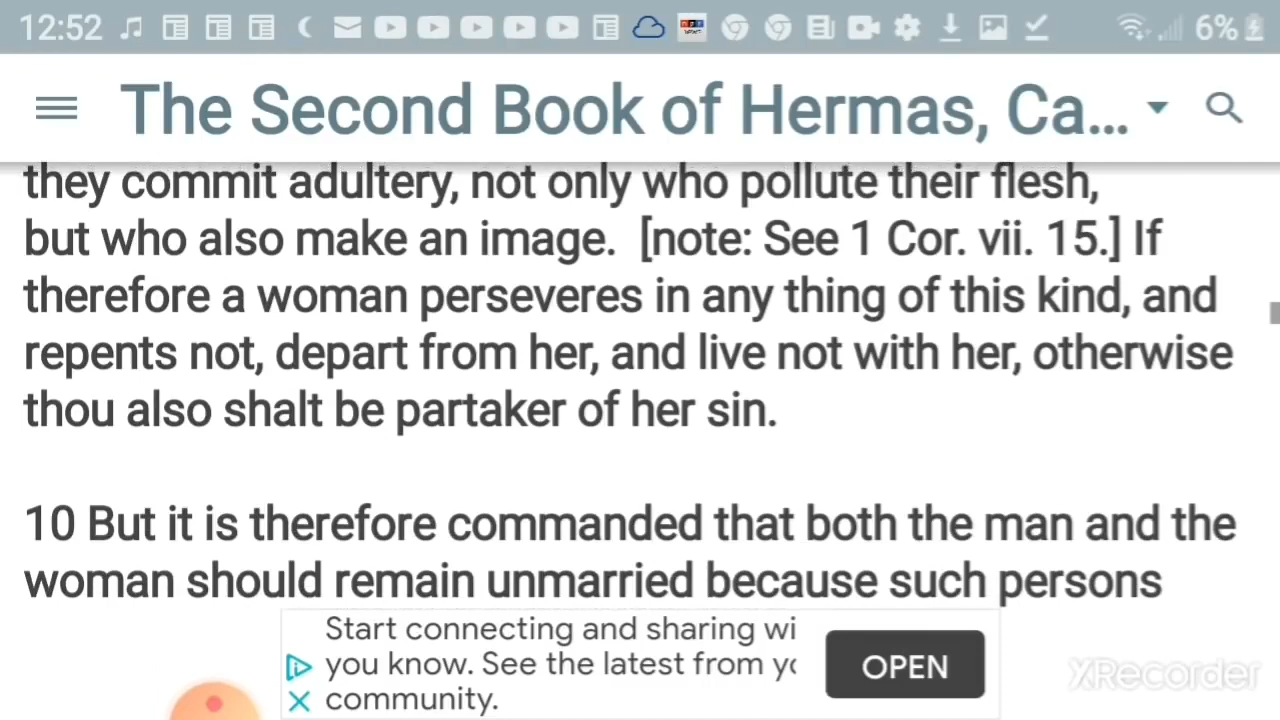 12:52
6%
The Second Book of Hermas, Ca...
they commit adultery, not only who pollute their flesh,
but who also make an image. [note: See 1 Cor. vii. 15.] If
therefore a woman perseveres in any thing of this kind, and
repents not, depart from her, and live not with her, otherwise
thou also shalt be partaker of her sin.
10 But it is therefore commanded that both the man and the
woman should remain unmarried because such persons
Start connecting and sharing wi
you know. See the latest from yo
community.
OPEN
XRecorder